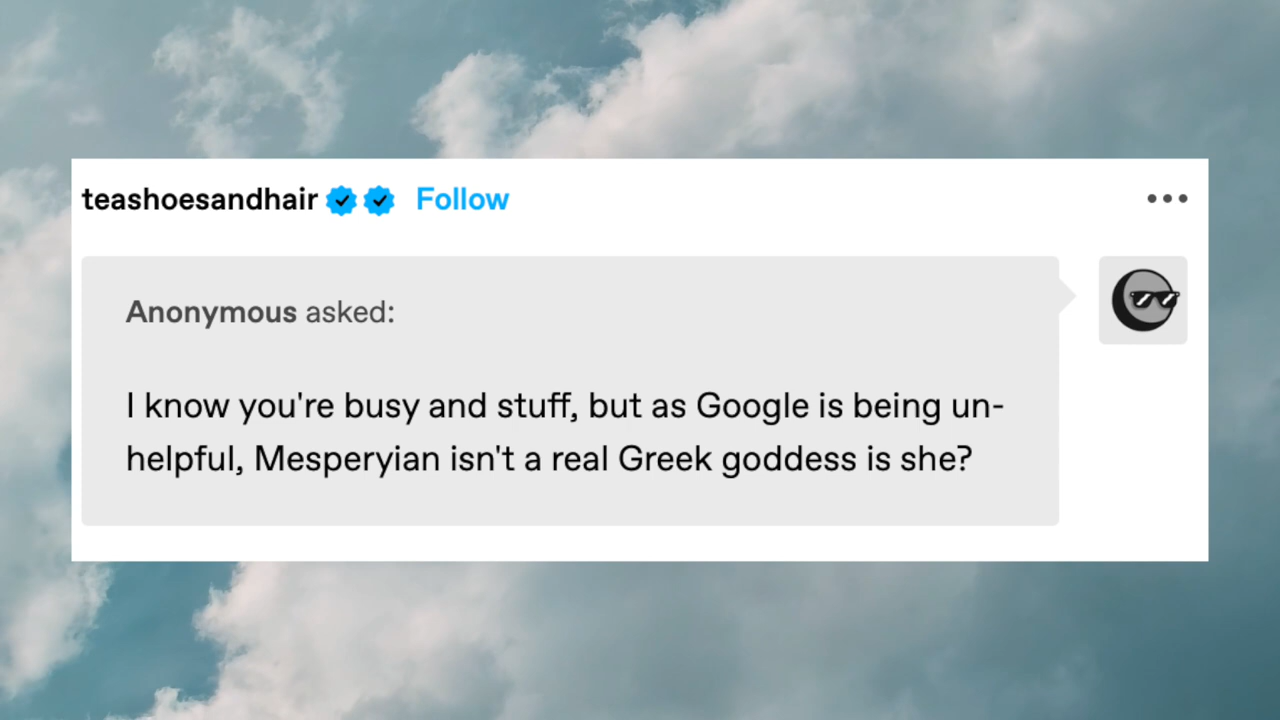 teashoesandhair Follow
Anonymous asked:
I know you're busy and stuff, but as Google is being un-
helpful, Mesperyian isn't a real Greek goddess is she?